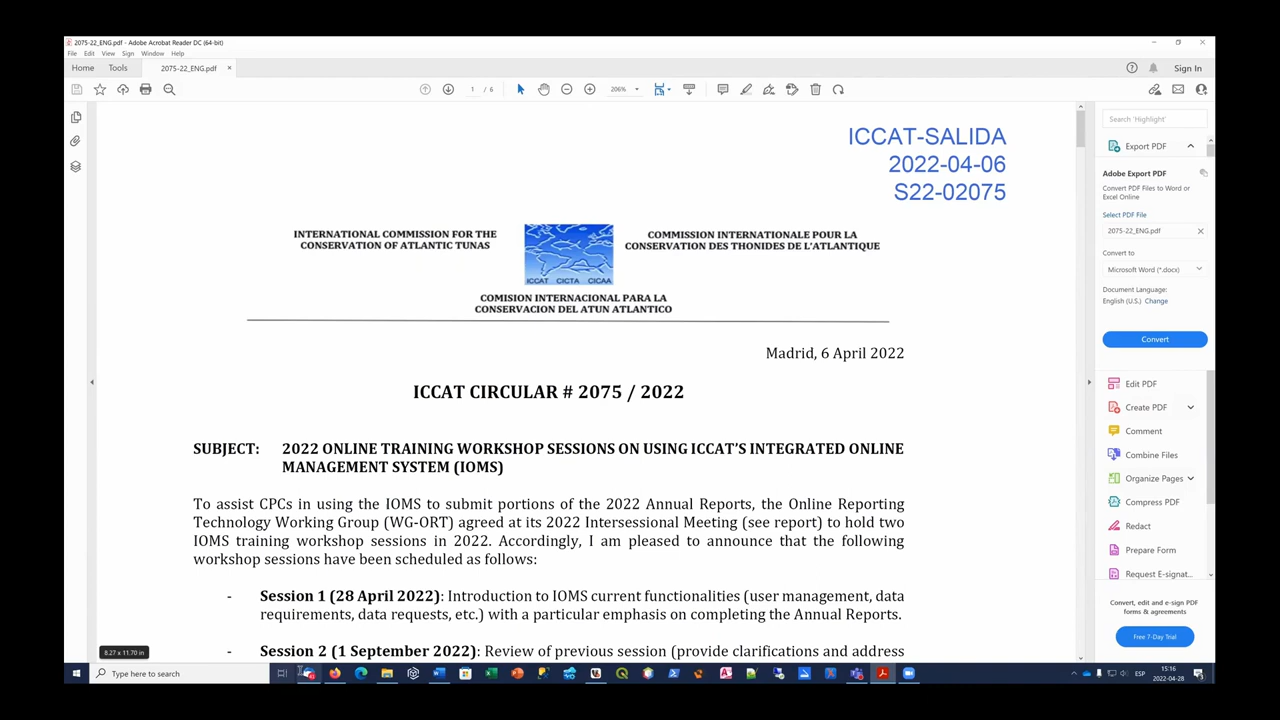 2075-22_ENG.pdf - Adobe Acrobat Reader DC (64-bit)
File Edit View Sign Window Help
Home Tools 2075-22_ENG.pdf × Sign In
1 / 6 206%
ICCAT-SALIDA
2022-04-06
S22-02075
INTERNATIONAL COMMISSION FOR THE
CONSERVATION OF ATLANTIC TUNAS
ICCAT CICTA CICAA
COMMISSION INTERNATIONALE POUR LA
CONSERVATION DES THONIDES DE L'ATLANTIQUE
COMISION INTERNACIONAL PARA LA
CONSERVACION DEL ATUN ATLANTICO
Madrid, 6 April 2022
ICCAT CIRCULAR # 2075 / 2022
SUBJECT: 2022 ONLINE TRAINING WORKSHOP SESSIONS ON USING ICCAT'S INTEGRATED ONLINE
MANAGEMENT SYSTEM (IOMS)
To assist CPCs in using the IOMS to submit portions of the 2022 Annual Reports, the Online Reporting
Technology Working Group (WG-ORT) agreed at its 2022 Intersessional Meeting (see report) to hold two
IOMS training workshop sessions in 2022. Accordingly, I am pleased to announce that the following
workshop sessions have been scheduled as follows:
- Session 1 (28 April 2022): Introduction to IOMS current functionalities (user management, data
requirements, data requests, etc.) with a particular emphasis on completing the Annual Reports.
- Session 2 (1 September 2022): Review of previous session (provide clarifications and address
8.27 x 11.70 in
Search 'Highlight'
Export PDF
Adobe Export PDF
Convert PDF Files to Word or
Excel Online
Select PDF File
2075-22_ENG.pdf ×
Convert to
Microsoft Word (*.docx)
Document Language:
English (U.S.) Change
Convert
Edit PDF
Create PDF
Comment
Combine Files
Organize Pages
Compress PDF
Redact
Prepare Form
Request E-signat...
Convert, edit and e-sign PDF
forms & agreements
Free 7-Day Trial
Type here to search
ESP
15:16
2022-04-28